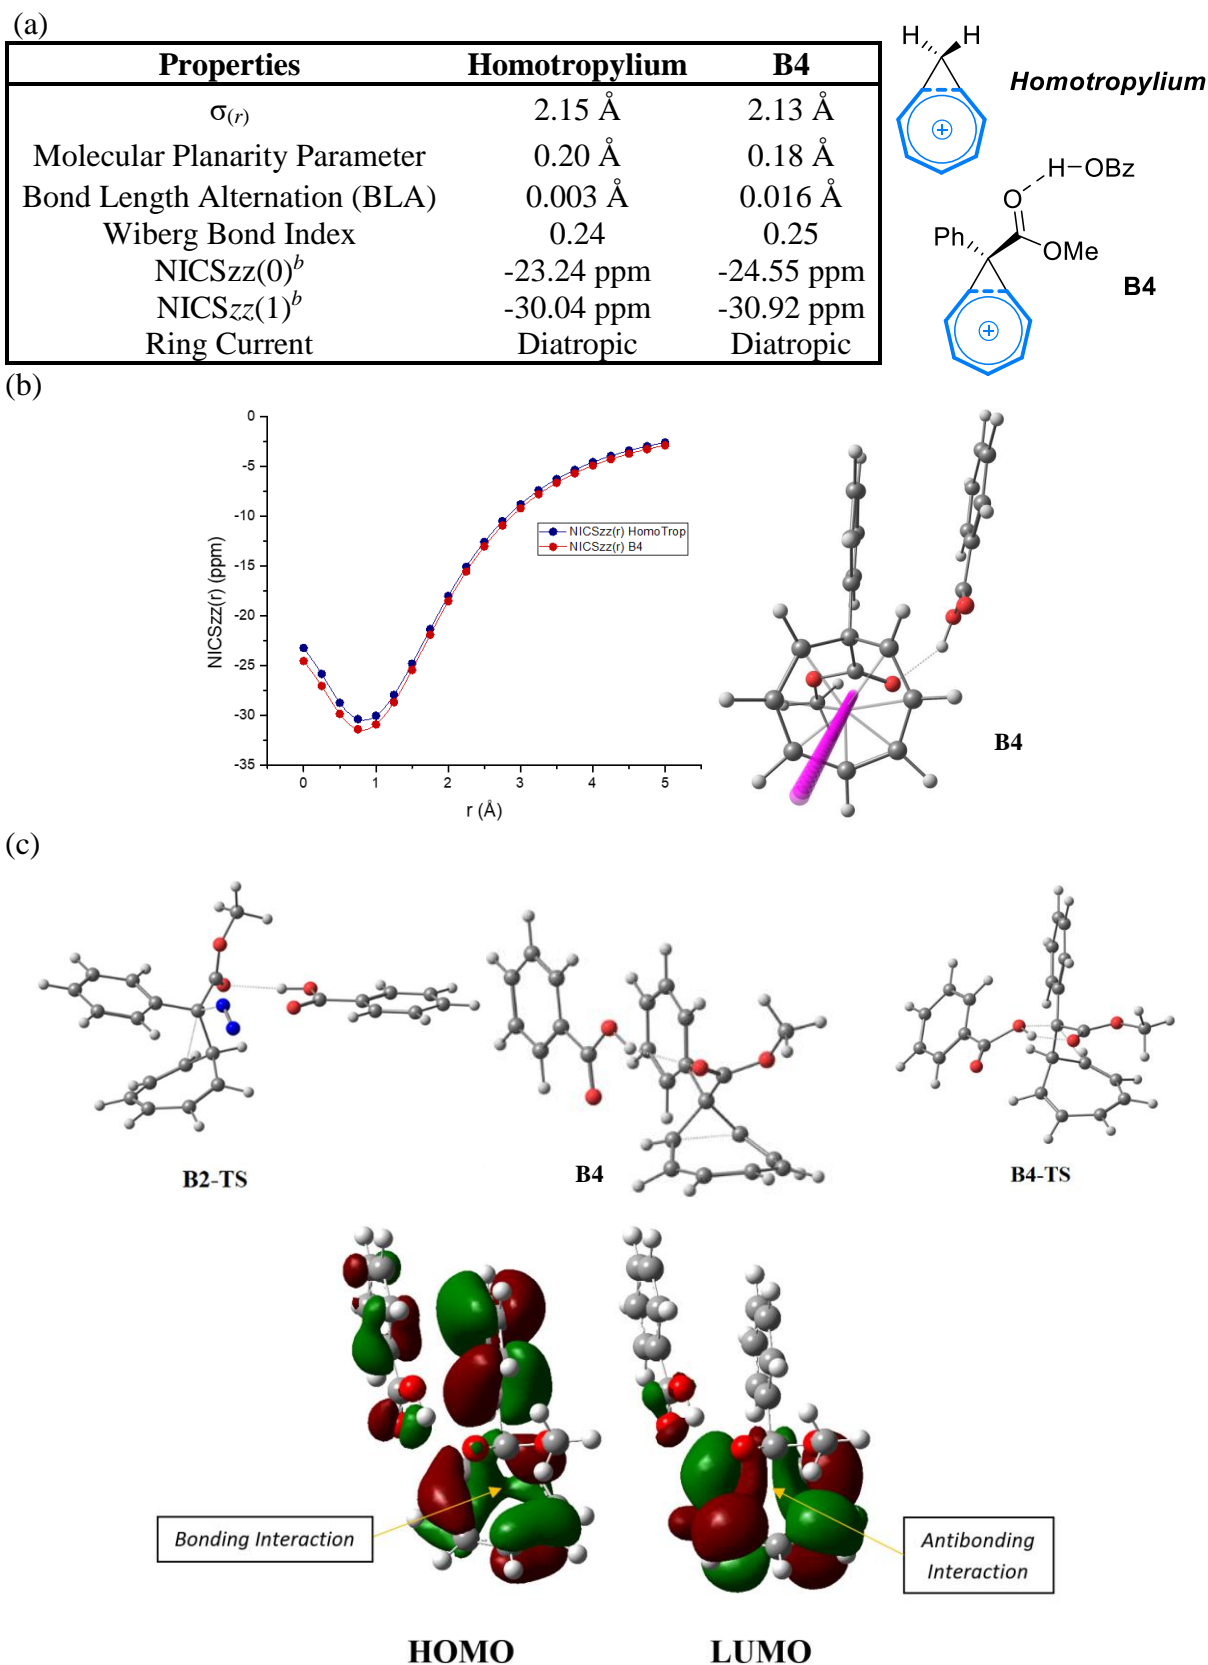 (a)
Properties Homotropylium B4
σ(r) 2.15 Å 2.13 Å
Molecular Planarity Parameter 0.20 Å 0.18 Å
Bond Length Alternation (BLA) 0.003 Å 0.016 Å
Wiberg Bond Index 0.24 0.25
NICSzz(0)b -23.24 ppm -24.55 ppm
NICSzz(1)b -30.04 ppm -30.92 ppm
Ring Current Diatropic Diatropic
H H
Homotropylium
⊕
H–OBz
O
Ph
OMe
B4
⊕
(b)
NICSzz(r) (ppm)
0
-5
-10
-15
-20
-25
-30
-35
0 1 2 3 4 5
r (Å)
NICSzz(r) HomoTrop
NICSzz(r) B4
B4
(c)
B2-TS
B4
B4-TS
Bonding Interaction
Antibonding
Interaction
HOMO LUMO